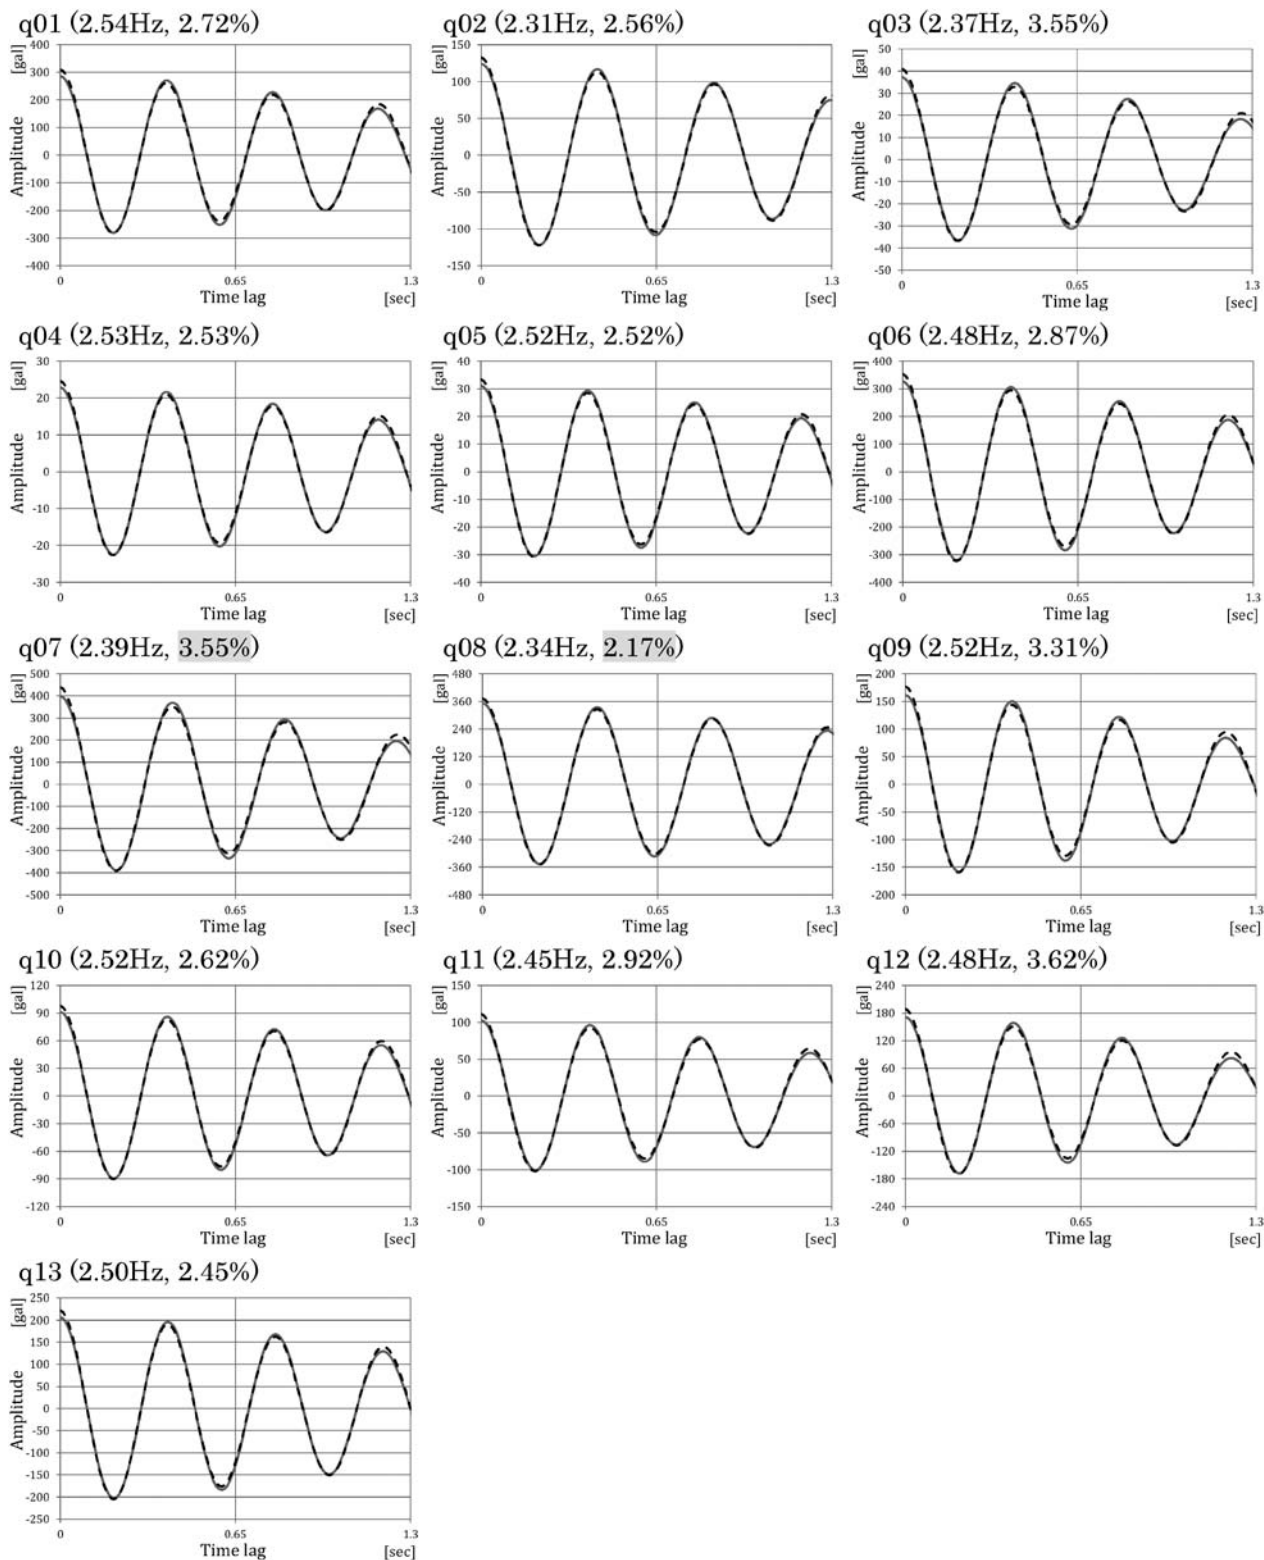 q01 (2.54Hz, 2.72%)
[gal]
Amplitude
400
300
200
100
0
-100
-200
-300
-400
0
0.65
1.3
Time lag
[sec]
q02 (2.31Hz, 2.56%)
[gal]
Amplitude
150
100
50
0
-50
-100
-150
0
0.65
1.3
Time lag
[sec]
q03 (2.37Hz, 3.55%)
[gal]
Amplitude
50
40
30
20
10
0
-10
-20
-30
-40
-50
0
0.65
1.3
Time lag
[sec]
q04 (2.53Hz, 2.53%)
[gal]
Amplitude
30
20
10
0
-10
-20
-30
0
0.65
1.3
Time lag
[sec]
q05 (2.52Hz, 2.52%)
[gal]
Amplitude
40
30
20
10
0
-10
-20
-30
-40
0
0.65
1.3
Time lag
[sec]
q06 (2.48Hz, 2.87%)
[gal]
Amplitude
400
300
200
100
0
-100
-200
-300
-400
0
0.65
1.3
Time lag
[sec]
q07 (2.39Hz, 3.55%)
[gal]
Amplitude
500
400
300
200
100
0
-100
-200
-300
-400
-500
0
0.65
1.3
Time lag
[sec]
q08 (2.34Hz, 2.17%)
[gal]
Amplitude
480
360
240
120
0
-120
-240
-360
-480
0
0.65
1.3
Time lag
[sec]
q09 (2.52Hz, 3.31%)
[gal]
Amplitude
200
150
100
50
0
-50
-100
-150
-200
0
0.65
1.3
Time lag
[sec]
q10 (2.52Hz, 2.62%)
[gal]
Amplitude
120
90
60
30
0
-30
-60
-90
-120
0
0.65
1.3
Time lag
[sec]
q11 (2.45Hz, 2.92%)
[gal]
Amplitude
150
100
50
0
-50
-100
-150
0
0.65
1.3
Time lag
[sec]
q12 (2.48Hz, 3.62%)
[gal]
Amplitude
240
180
120
60
0
-60
-120
-180
-240
0
0.65
1.3
Time lag
[sec]
q13 (2.50Hz, 2.45%)
[gal]
Amplitude
250
200
150
100
50
0
-50
-100
-150
-200
-250
0
0.65
1.3
Time lag
[sec]